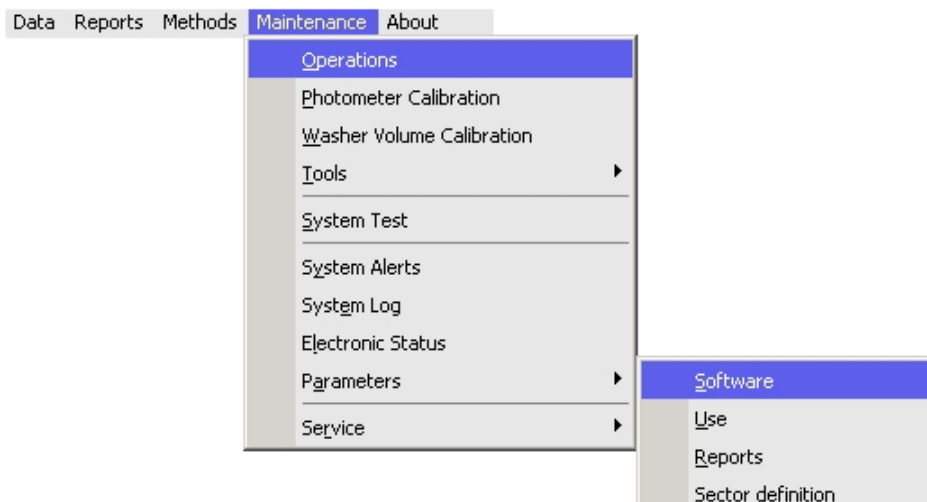 Data Reports Methods Maintenance About
Operations
Photometer Calibration
Washer Volume Calibration
Tools
System Test
System Alerts
System Log
Electronic Status
Parameters
Service
Software
Use
Reports
Sector definition